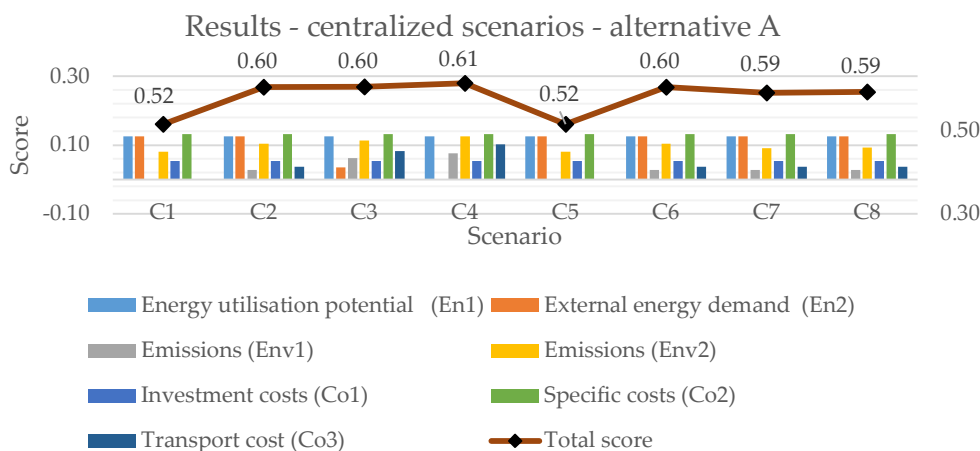 Results - centralized scenarios - alternative A
0.52 0.60 0.60 0.61 0.52 0.60 0.59 0.59
0.30
0.10
-0.10
Score
0.50
0.30
C1 C2 C3 C4 C5 C6 C7 C8
Scenario
Energy utilisation potential (En1) External energy demand (En2)
Emissions (Env1) Emissions (Env2)
Investment costs (Co1) Specific costs (Co2)
Transport cost (Co3) Total score